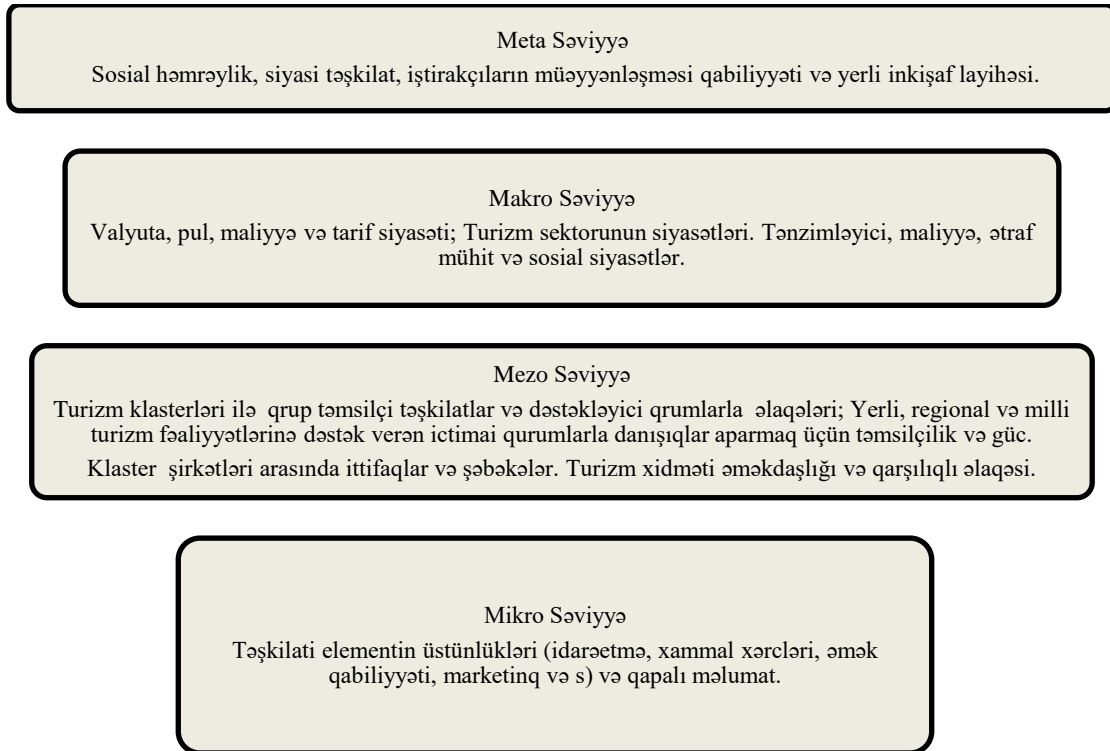 Meta Səviyyə
Sosial həmrəylik, siyasi təşkilat, iştirakçıların müəyyənləşməsi qabiliyyəti və yerli inkişaf layihəsi.
Makro Səviyyə
Valyuta, pul, maliyyə və tarif siyasəti; Turizm sektorunun siyasətləri. Tənzimləyici, maliyyə, ətraf
mühit və sosial siyasətlər.
Mezo Səviyyə
Turizm klasterləri ilə qrup təmsilçi təşkilatlar və dəstəkləyici qrumlarla əlaqələri; Yerli, regional və milli
turizm fəaliyyətlərinə dəstək verən ictimai qurumlarla danışıqlar aparmaq üçün təmsilçilik və güc.
Klaster şirkətləri arasında ittifaqlar və şəbəkələr. Turizm xidməti əməkdaşlığı və qarşılıqlı əlaqəsi.
Mikro Səviyyə
Təşkilati elementin üstünlükləri (idarəetmə, xammal xərcləri, əmək
qabiliyyəti, marketinq və s) və qapalı məlumat.